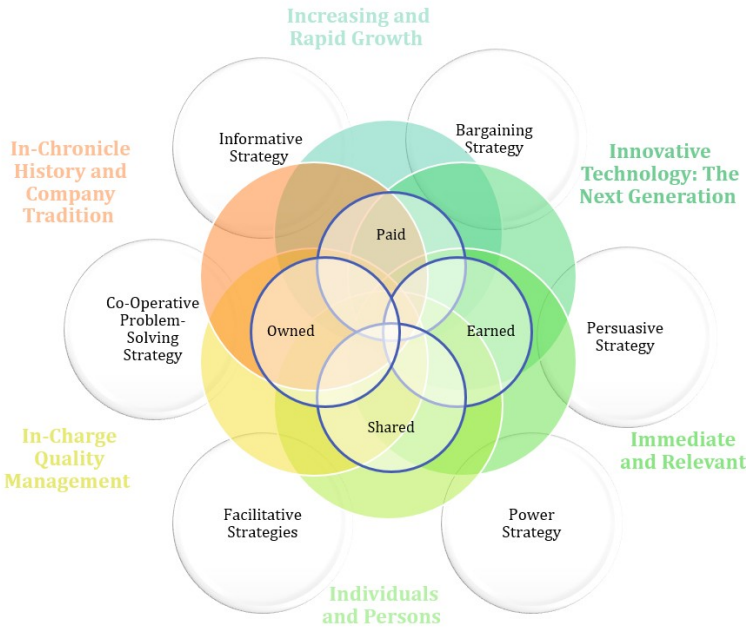 Increasing and
Rapid Growth
Informative
Strategy
Bargaining
Strategy
In-Chronicle
History and
Company
Tradition
Innovative
Technology: The
Next Generation
Paid
Co-Operative
Problem-
Solving
Strategy
Owned
Earned
Persuasive
Strategy
Shared
In-Charge
Quality
Management
Immediate
and Relevant
Facilitative
Strategies
Power
Strategy
Individuals
and Persons